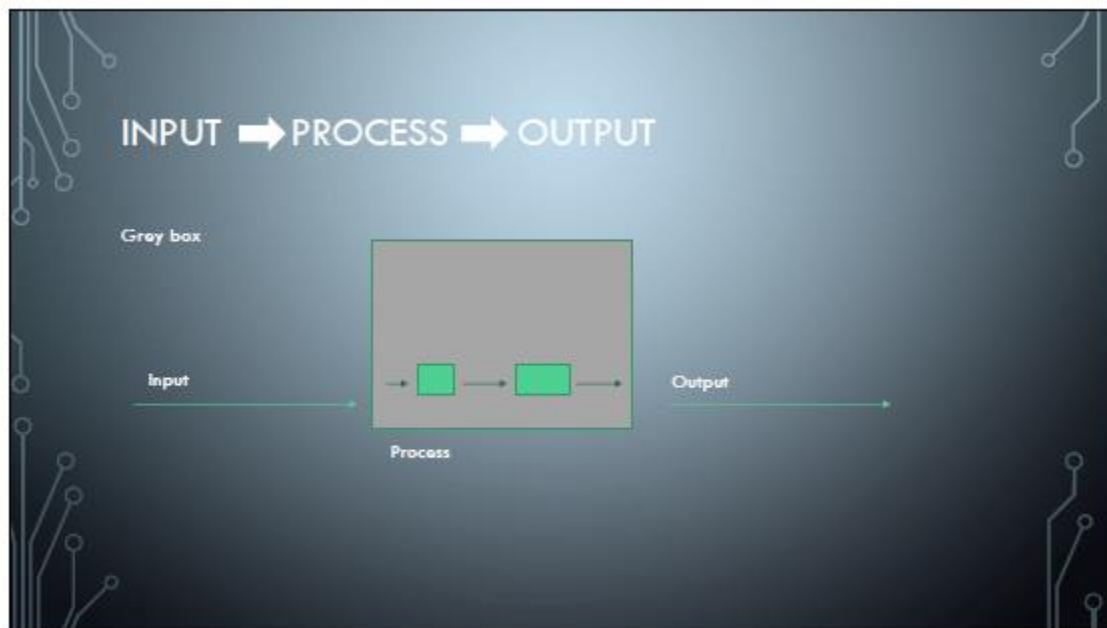 INPUT ➡ PROCESS ➡ OUTPUT
Grey box
Input
Output
Process